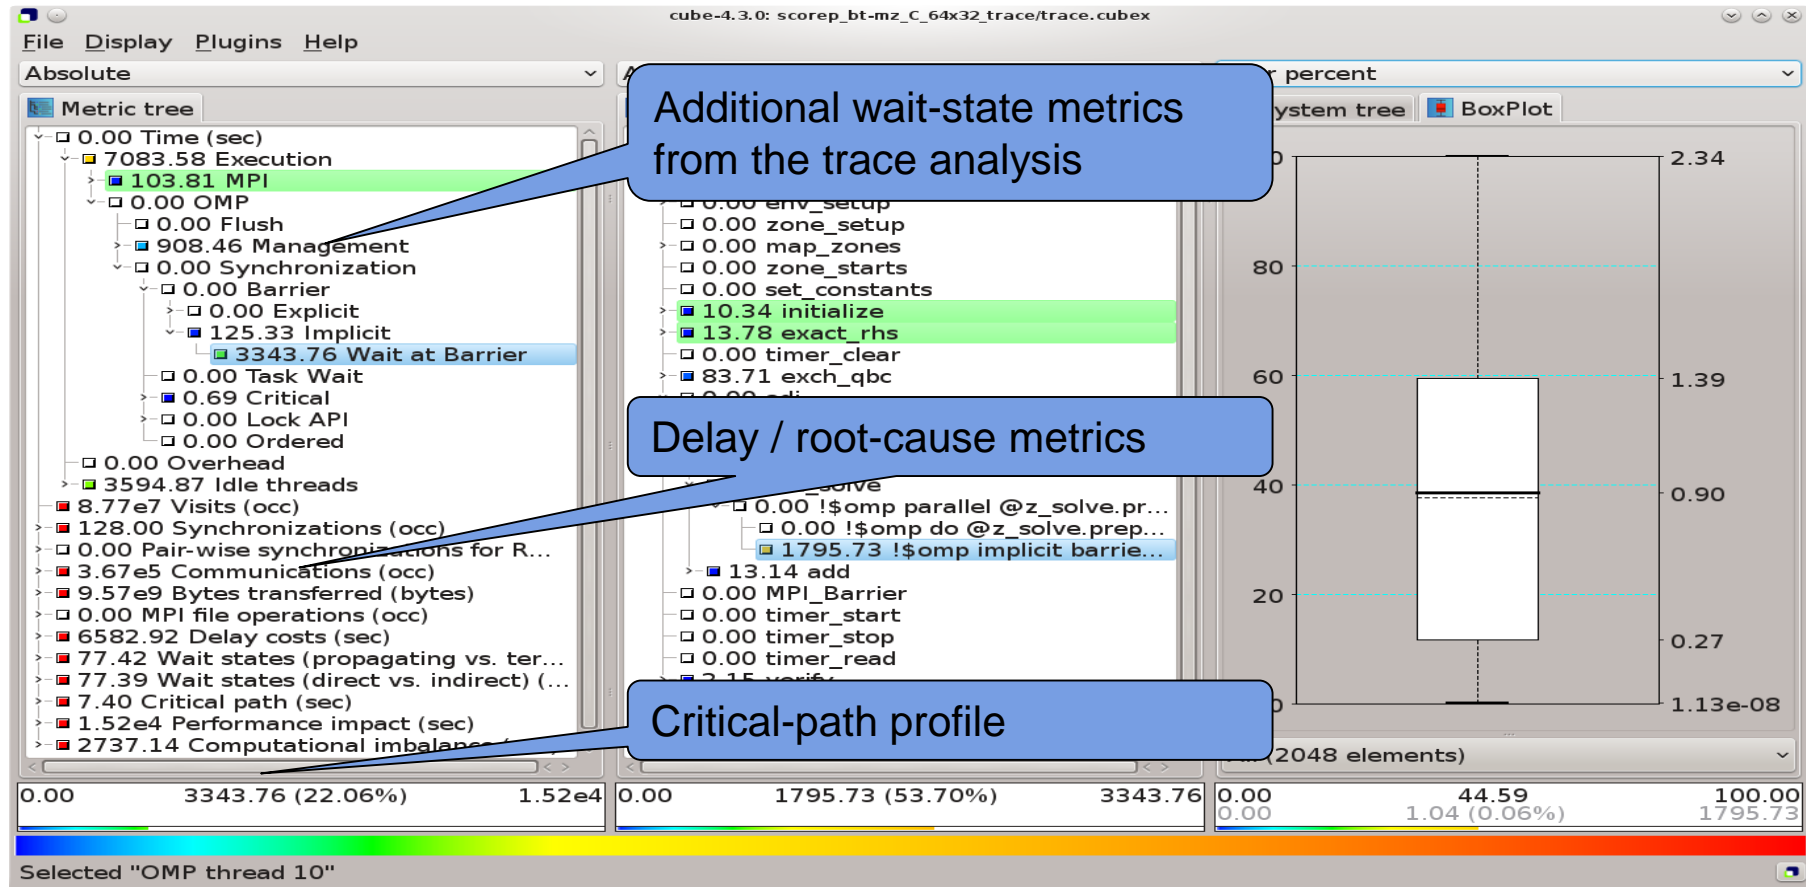 cube-4.3.0: scorep_bt-mz_C_64x32_trace/trace.cubex
File Display Plugins Help
Absolute
Metric tree
0.00 Time (sec)
7083.58 Execution
103.81 MPI
0.00 OMP
0.00 Flush
908.46 Management
0.00 Synchronization
0.00 Barrier
0.00 Explicit
125.33 Implicit
3343.76 Wait at Barrier
0.00 Task Wait
0.69 Critical
0.00 Lock API
0.00 Ordered
0.00 Overhead
3594.87 Idle threads
8.77e7 Visits (occ)
128.00 Synchronizations (occ)
0.00 Pair-wise synchronizations for R...
3.67e5 Communications (occ)
9.57e9 Bytes transferred (bytes)
0.00 MPI file operations (occ)
6582.92 Delay costs (sec)
77.42 Wait states (propagating vs. ter...
77.39 Wait states (direct vs. indirect) (...
7.40 Critical path (sec)
1.52e4 Performance impact (sec)
2737.14 Computational imbalance
0.00 3343.76 (22.06%) 1.52e4
Additional wait-state metrics
from the trace analysis
0.00 env_setup
0.00 zone_setup
0.00 map_zones
0.00 zone_starts
0.00 set_constants
10.34 initialize
13.78 exact_rhs
0.00 timer_clear
83.71 exch_qbc
Delay / root-cause metrics
0.00 !$omp parallel @z_solve.pr...
0.00 !$omp do @z_solve.prep...
1795.73 !$omp implicit barrie...
13.14 add
0.00 MPI_Barrier
0.00 timer_start
0.00 timer_stop
0.00 timer_read
2.15 verify
Critical-path profile
0.00 1795.73 (53.70%) 3343.76
percent
ystem tree
BoxPlot
2.34
80
60
1.39
40
0.90
20
0.27
1.13e-08
(2048 elements)
0.00 44.59 100.00
0.00 1.04 (0.06%) 1795.73
Selected "OMP thread 10"